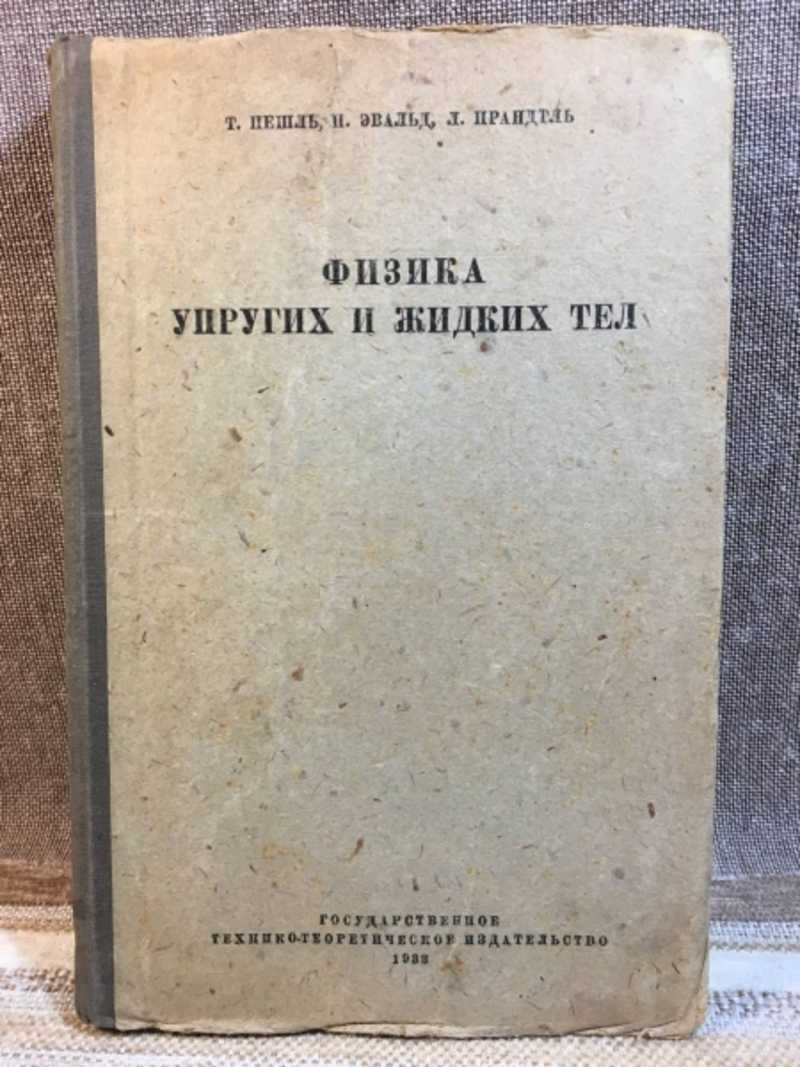 Т. ПЕШЛЬ, П. ЭВАЛЬД, Л. ПРАНДТЛЬ
ФИЗИКА
УПРУГИХ И ЖИДКИХ ТЕЛ
ГОСУДАРСТВЕННОЕ
ТЕХНИКО-ТЕОРЕТИЧЕСКОЕ ИЗДАТЕЛЬСТВО
1933